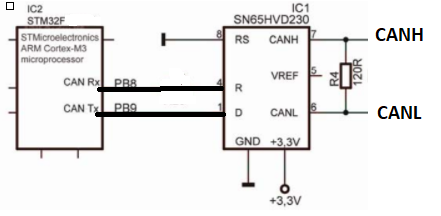 IC2
STM32F
STMicroelectronics
ARM Cortex-M3
microprocessor
CAN Rx
PB8
CAN Tx
PB9
IC1
SN65HVD230
8
RS
CANH
7
CANH
VREF
5
4
R
R4
120R
1
D
CANL
6
CANL
GND
+3,3V
+3,3V